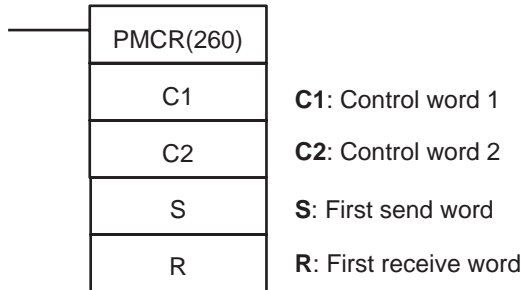 PMCR(260)
C1 C1: Control word 1
C2 C2: Control word 2
S S: First send word
R R: First receive word